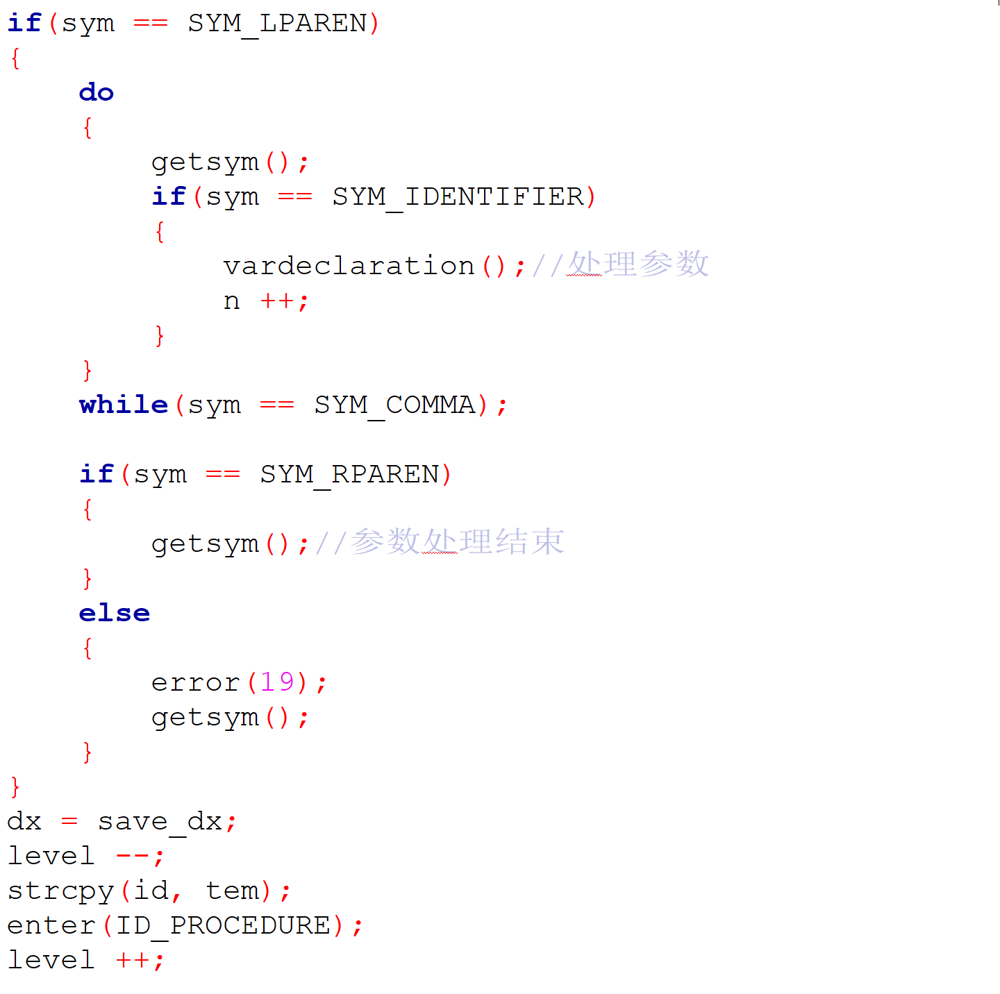 if(sym == SYM_LPAREN)
{
do
{
getsym();
if(sym == SYM_IDENTIFIER)
{
vardeclaration();//处理参数
n ++;
}
}
while(sym == SYM_COMMA);
if(sym == SYM_RPAREN)
{
getsym();//参数处理结束
}
else
{
error(19);
getsym();
}
}
dx = save_dx;
level --;
strcpy(id, tem);
enter(ID_PROCEDURE);
level ++;